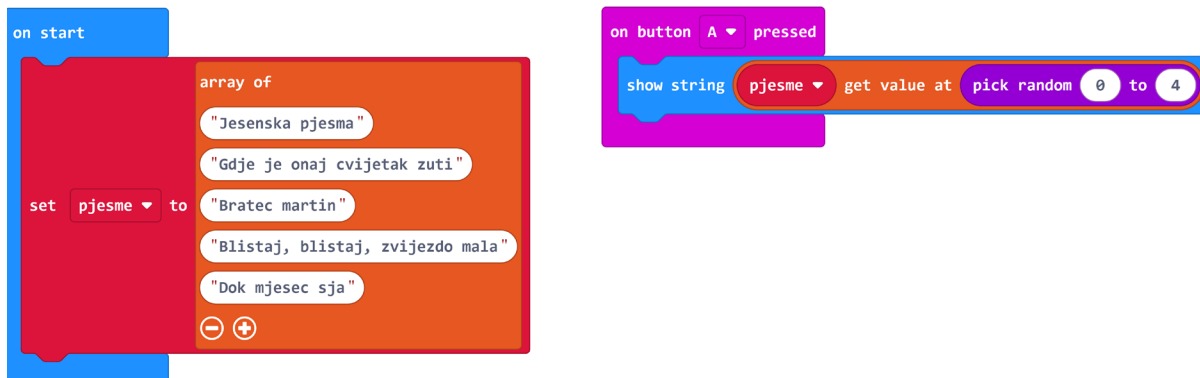 on start
array of
"Jesenska pjesma"
"Gdje je onaj cvijetak zuti"
set pjesme to
"Bratec martin"
"Blistaj, blistaj, zvijezdo mala"
"Dok mjesec sja"
on button A pressed
show string pjesme get value at pick random 0 to 4